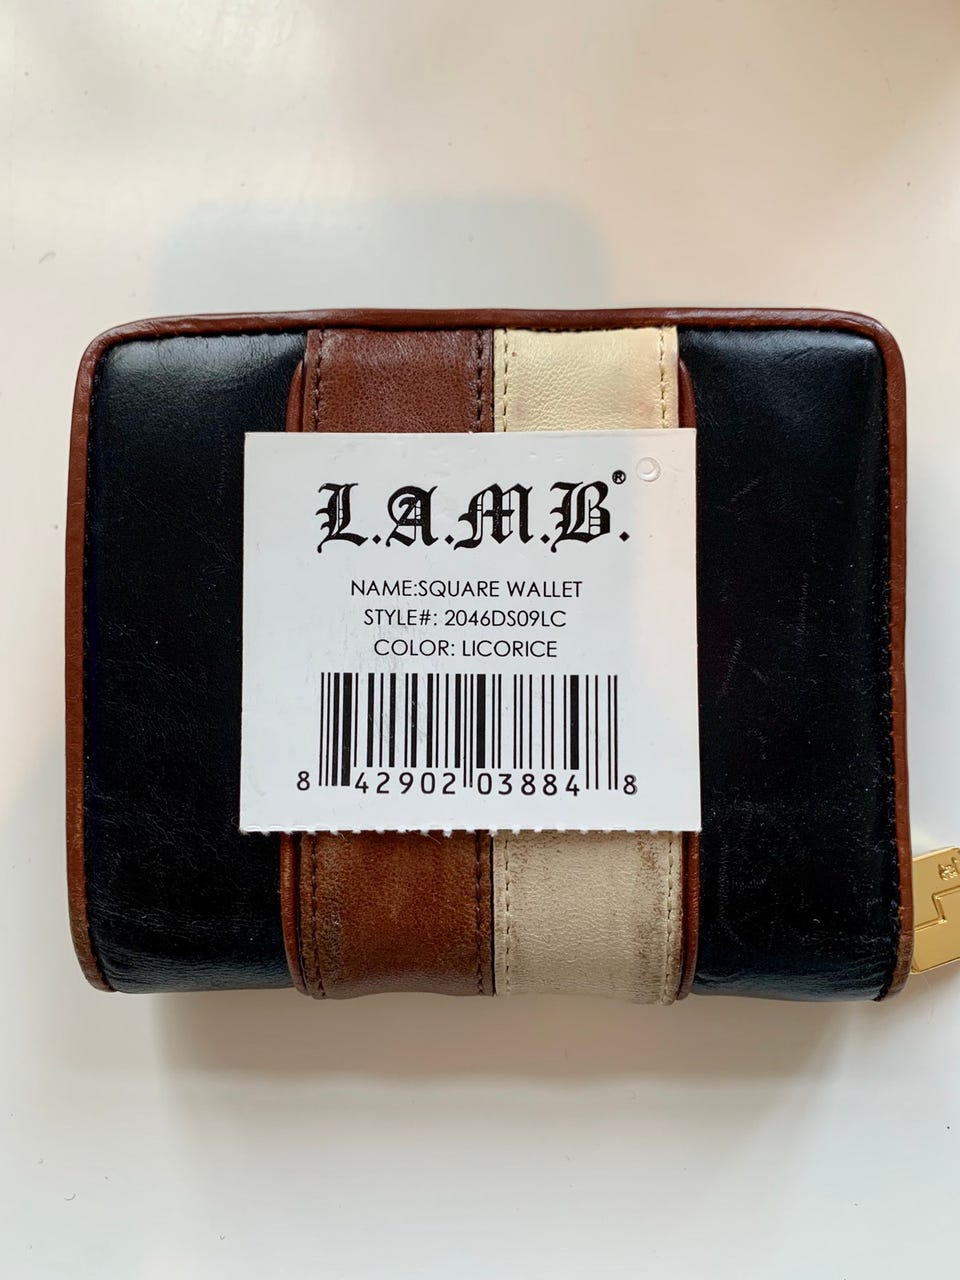 L.A.M.B.®
NAME:SQUARE WALLET
STYLE#: 2046DS09LC
COLOR: LICORICE
8 42902 03884 8